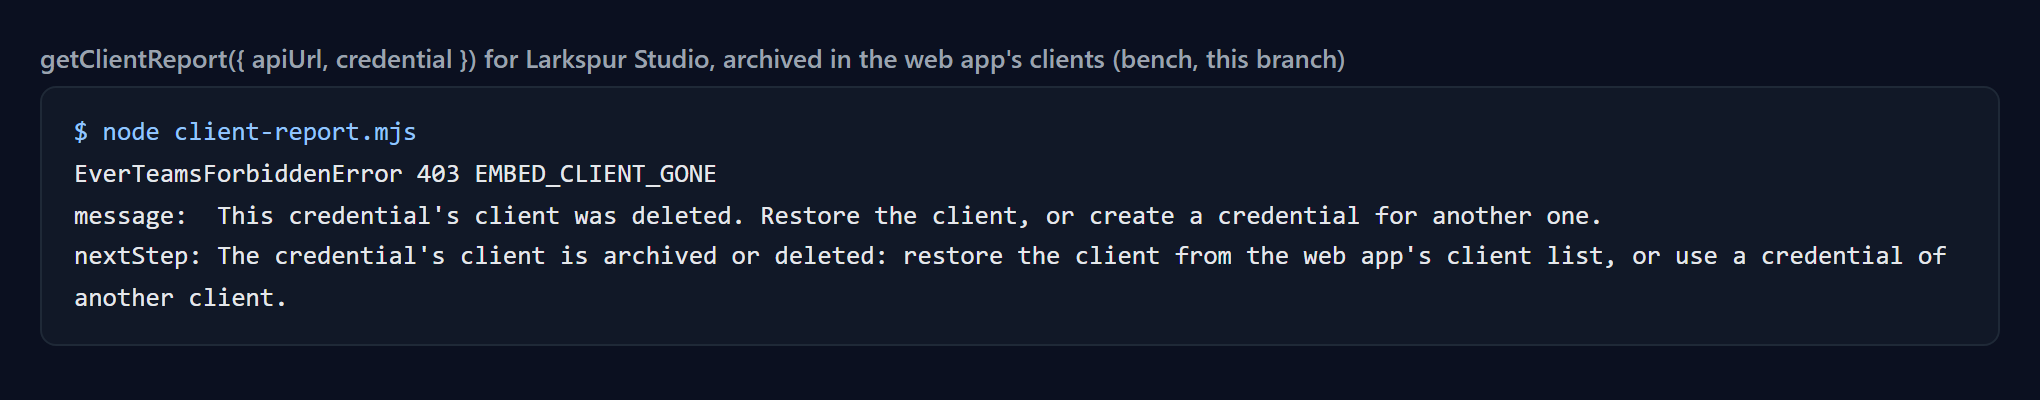 getClientReport({ apiUrl, credential }) for Larkspur Studio, archived in the web app's clients (bench, this branch)
$ node client-report.mjs
EverTeamsForbiddenError 403 EMBED_CLIENT_GONE
message:  This credential's client was deleted. Restore the client, or create a credential for another one.
nextStep: The credential's client is archived or deleted: restore the client from the web app's client list, or use a credential of
another client.